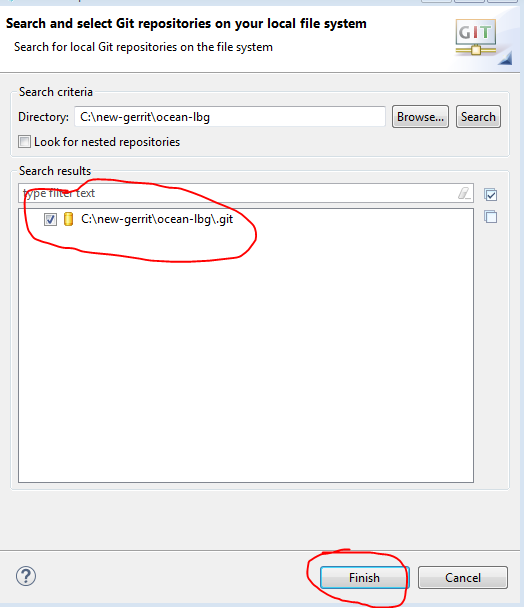 Search and select Git repositories on your local file system
Search for local Git repositories on the file system
GIT
Search criteria
Directory: C:\new-gerrit\ocean-lbg Browse... Search
Look for nested repositories
Search results
type filter text
C:\new-gerrit\ocean-lbg\.git
? Finish Cancel